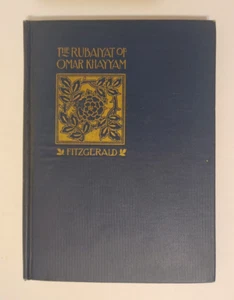 THE RUBAIYAT OF
OMAR KHAYYAM
FITZGERALD